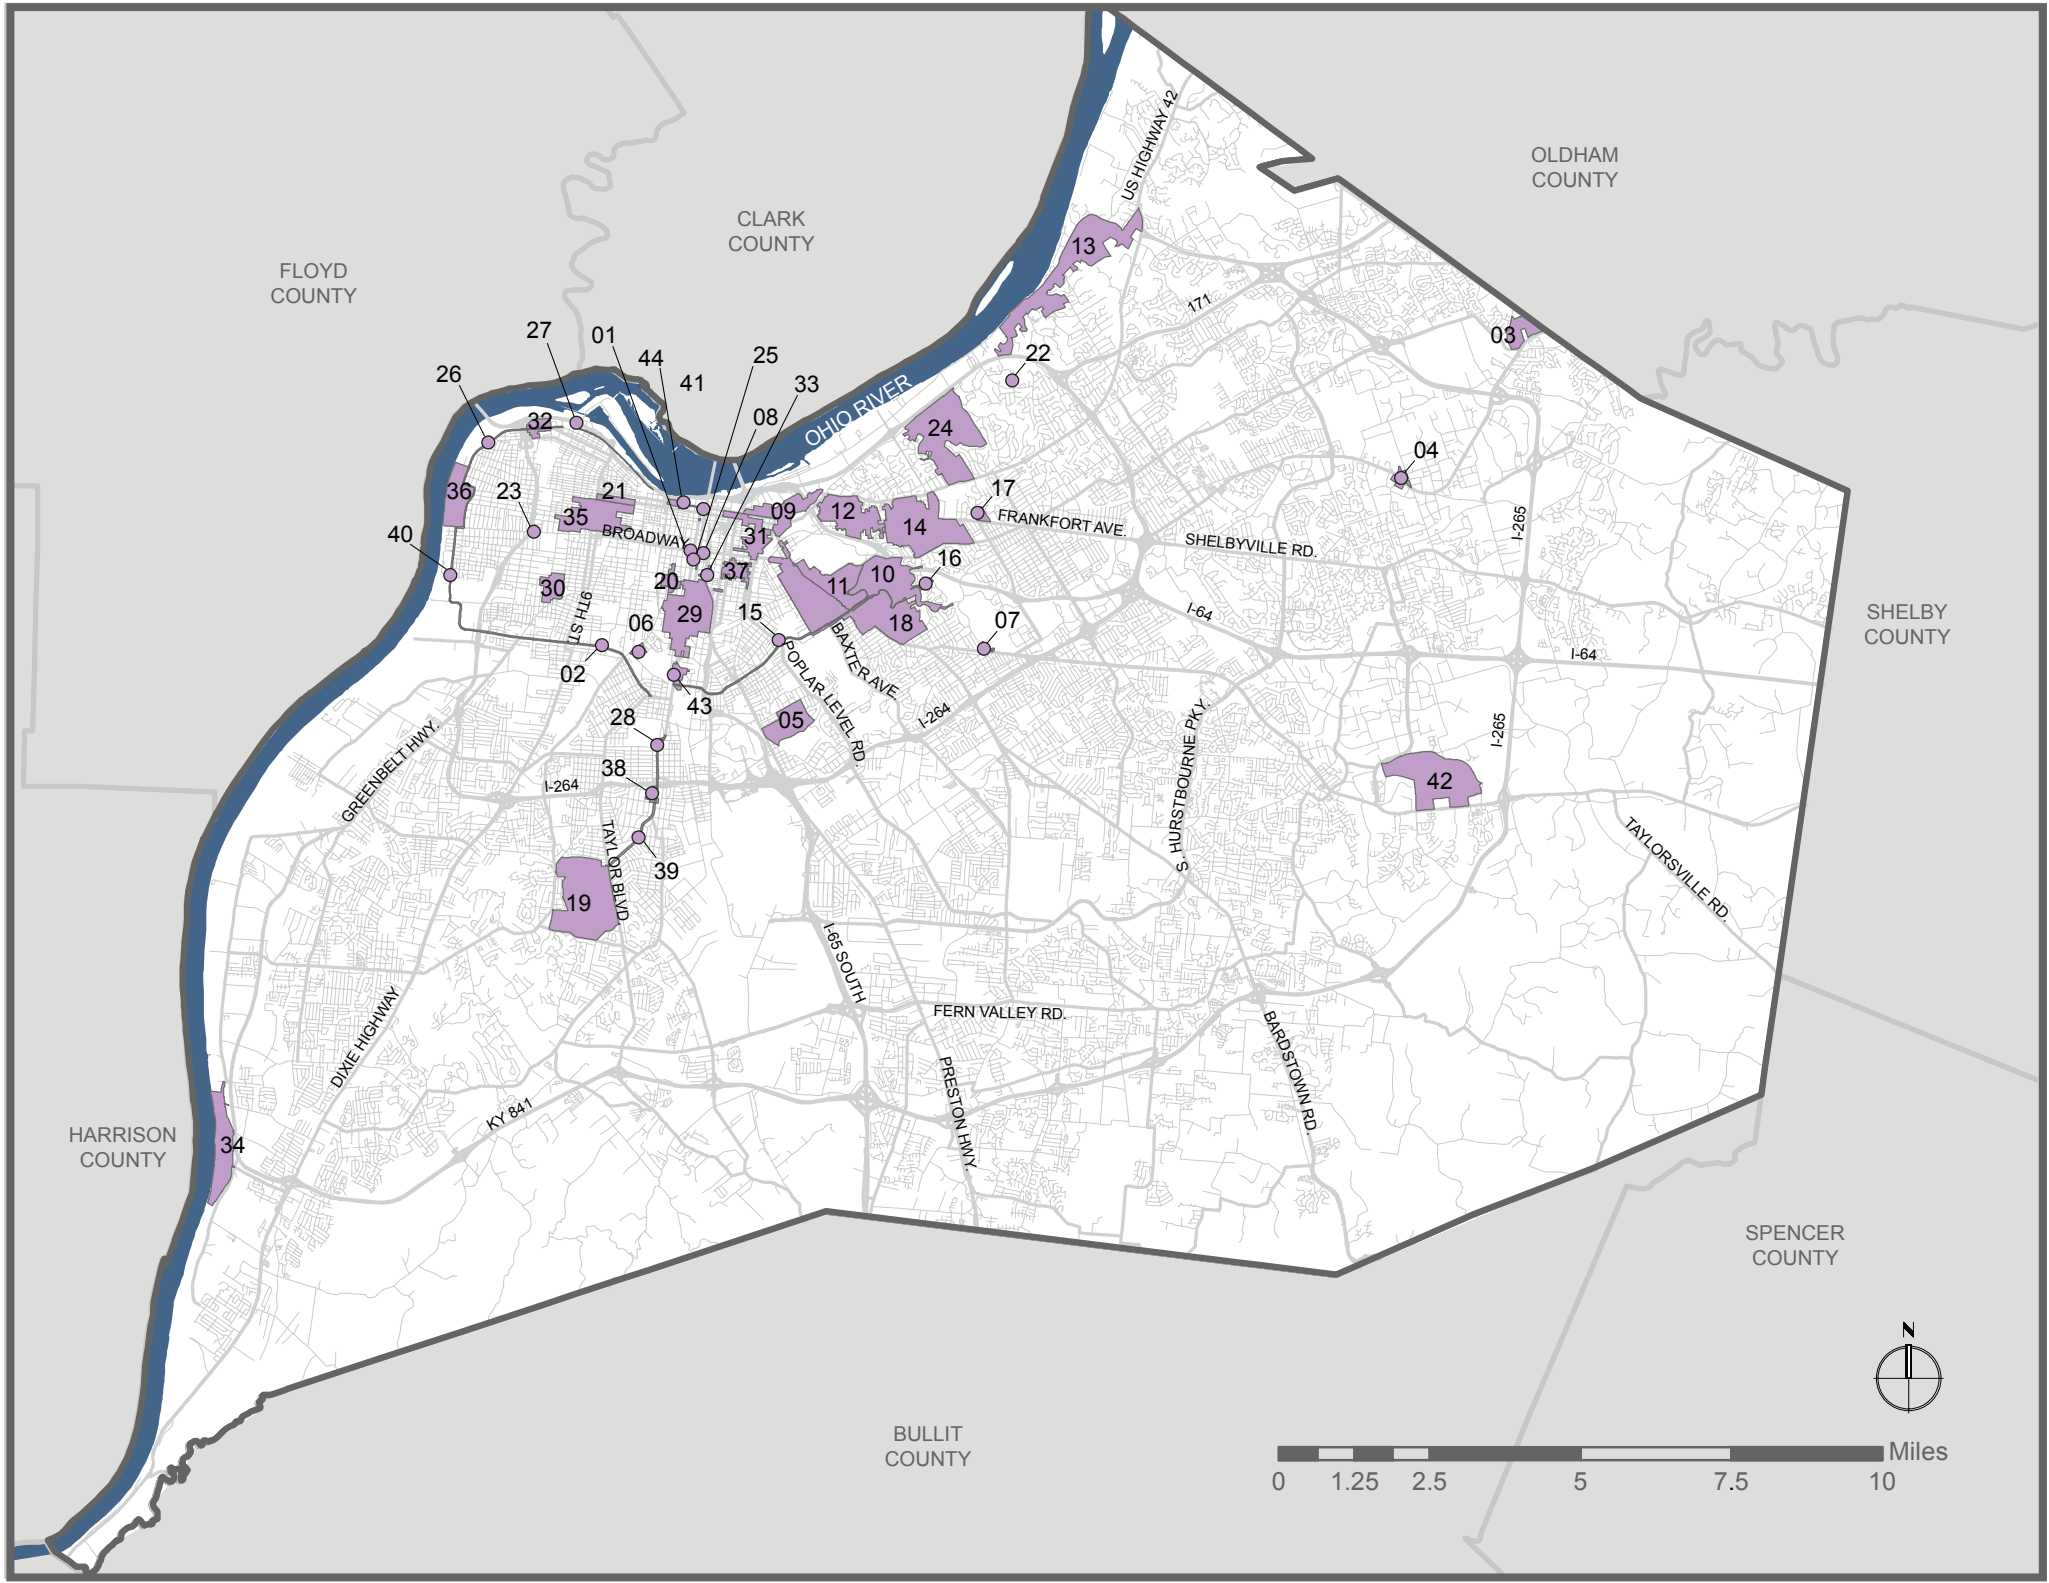 US HIGHWAY 42
OLDHAM
COUNTY
CLARK
COUNTY
FLOYD
COUNTY
13
171
27
01
03
44
25
22
26
41
33
OHIO RIVER
08
32
24
04
36
23
21
17
35
09
12
14
FRANKFORT AVE.
I-265
40
BROADWAY
31
SHELBYVILLE RD.
16
20
37
11
10
30
9TH ST.
29
15
18
07
I-64
SHELBY
COUNTY
06
BAXTER AVE.
I-64
02
POPLAR LEVEL RD.
43
28
05
I-264
I-265
GREENBELT HWY.
S. HURSTBOURNE PKY.
38
I-264
42
TAYLOR BLVD.
39
TAYLORSVILLE RD.
19
I-65 SOUTH
DIXIE HIGHWAY
FERN VALLEY RD.
BARDSTOWN RD.
PRESTON HWY.
KY 841
HARRISON
COUNTY
34
SPENCER
COUNTY
N
BULLIT
COUNTY
Miles
0 1.25 2.5 5 7.5 10